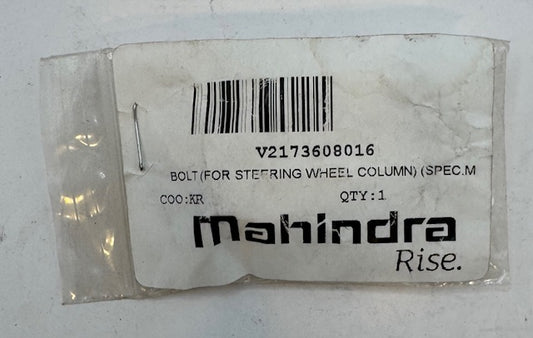 V2173608016
BOLT(FOR STEERING WHEEL COLUMN) (SPEC.M
COO:KR QTY:1
Mahindra
Rise.